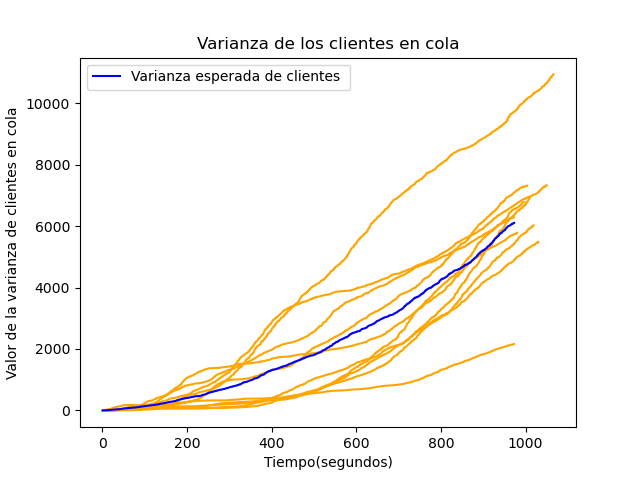 Varianza de los clientes en cola
Varianza esperada de clientes
Valor de la varianza de clientes en cola
10000
8000
6000
4000
2000
0
0 200 400 600 800 1000
Tiempo(segundos)